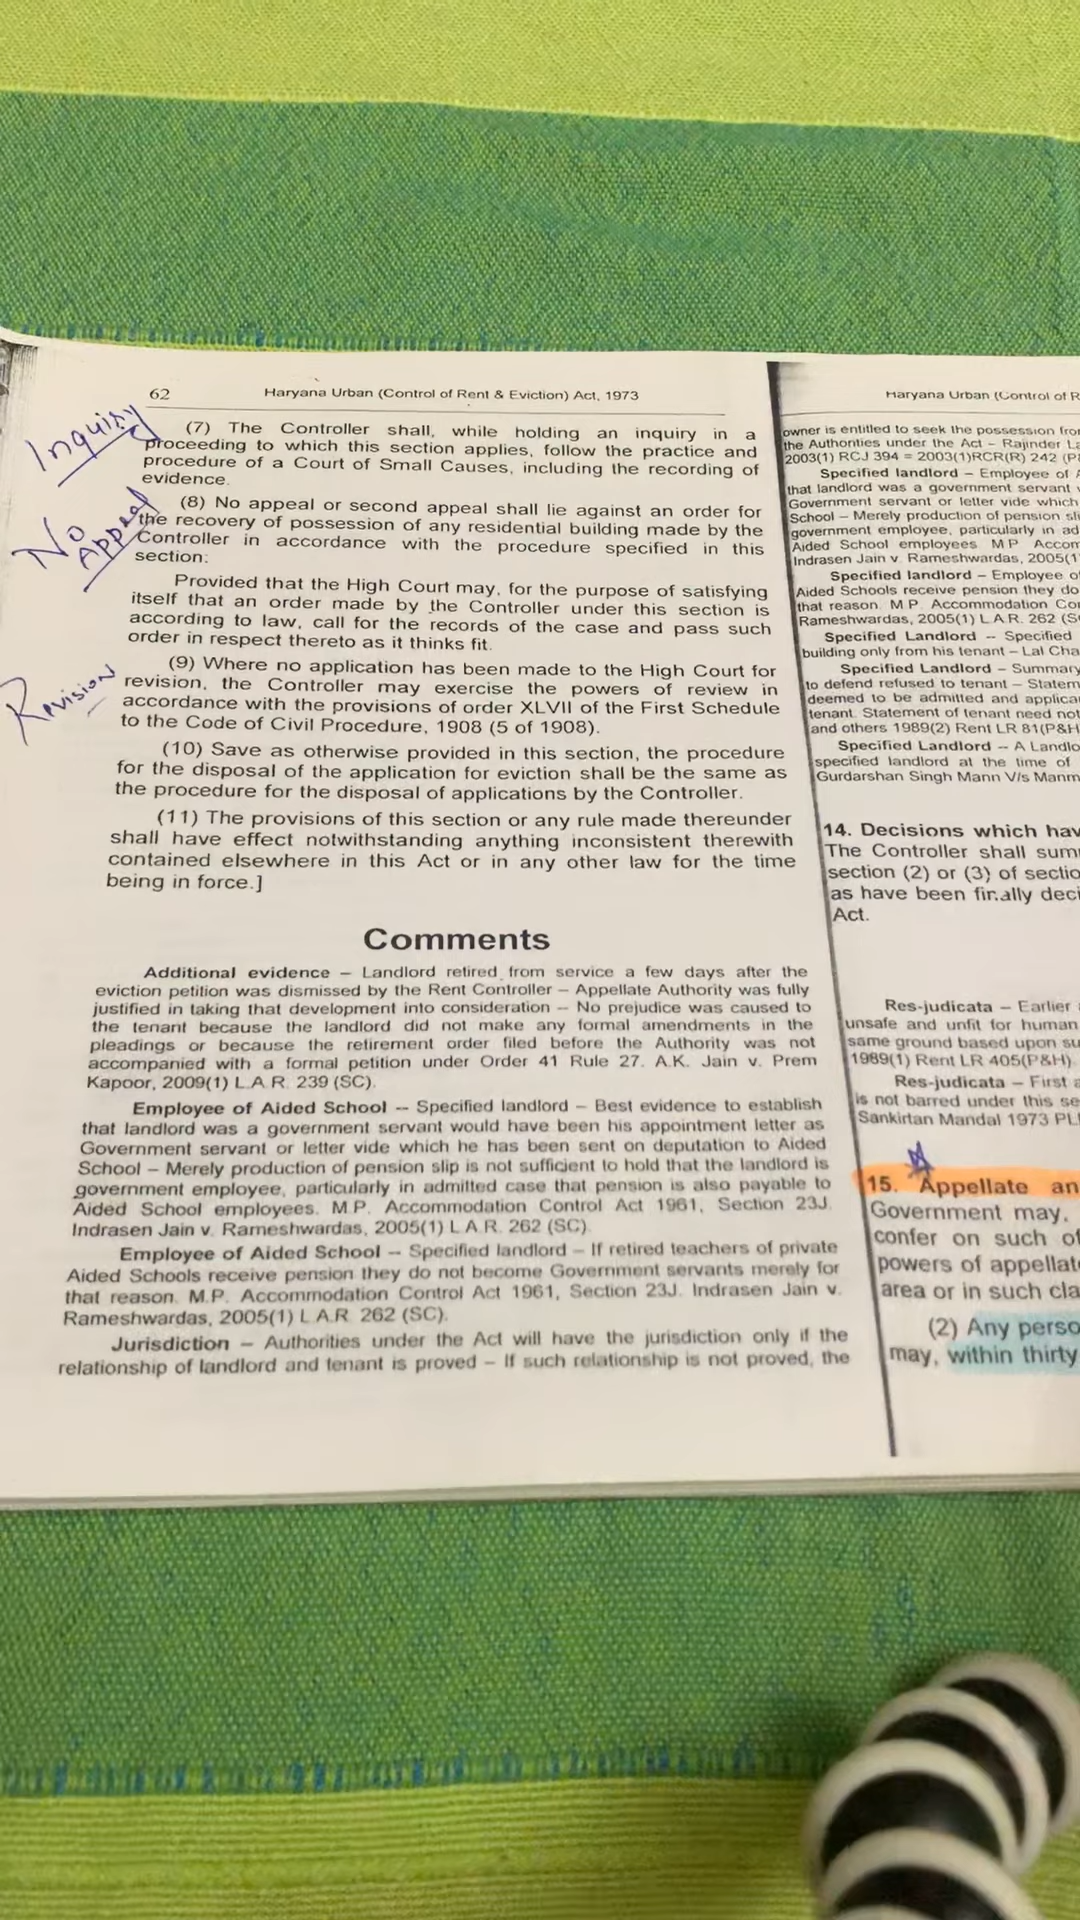 62 Haryana Urban (Control of Rent & Eviction) Act, 1973
Inquiry
(7) The Controller shall, while holding an inquiry in a
proceeding to which this section applies, follow the practice and
procedure of a Court of Small Causes, including the recording of
evidence.
No
Appeal
(8) No appeal or second appeal shall lie against an order for
the recovery of possession of any residential building made by the
Controller in accordance with the procedure specified in this
section:
Provided that the High Court may, for the purpose of satisfying
itself that an order made by the Controller under this section is
according to law, call for the records of the case and pass such
order in respect thereto as it thinks fit.
Revision
(9) Where no application has been made to the High Court for
revision, the Controller may exercise the powers of review in
accordance with the provisions of order XLVII of the First Schedule
to the Code of Civil Procedure, 1908 (5 of 1908).
(10) Save as otherwise provided in this section, the procedure
for the disposal of the application for eviction shall be the same as
the procedure for the disposal of applications by the Controller.
(11) The provisions of this section or any rule made thereunder
shall have effect notwithstanding anything inconsistent therewith
contained elsewhere in this Act or in any other law for the time
being in force.]
Comments
Additional evidence – Landlord retired from service a few days after the
eviction petition was dismissed by the Rent Controller – Appellate Authority was fully
justified in taking that development into consideration – No prejudice was caused to
the tenant because the landlord did not make any formal amendments in the
pleadings or because the retirement order filed before the Authority was not
accompanied with a formal petition under Order 41 Rule 27. A.K. Jain v. Prem
Kapoor, 2009(1) L.A.R. 239 (SC).
Employee of Aided School -- Specified landlord – Best evidence to establish
that landlord was a government servant would have been his appointment letter as
Government servant or letter vide which he has been sent on deputation to Aided
School – Merely production of pension slip is not sufficient to hold that the landlord is
government employee, particularly in admitted case that pension is also payable to
Aided School employees. M.P. Accommodation Control Act 1961, Section 23J.
Indrasen Jain v. Rameshwardas, 2005(1) L.A.R. 262 (SC)
Employee of Aided School -- Specified landlord – If retired teachers of private
Aided Schools receive pension they do not become Government servants merely for
that reason. M.P. Accommodation Control Act 1961, Section 23J. Indrasen Jain v.
Rameshwardas, 2005(1) L.A.R. 262 (SC).
Jurisdiction – Authorities under the Act will have the jurisdiction only if the
relationship of landlord and tenant is proved – If such relationship is not proved, the
Haryana Urban (Control of R
owner is entitled to seek the possession
the Authorities under the Act – Rajinder
2003(1) RCJ 394 = 2003(1)RCR(R) 242
Specified landlord – Employee of
that landlord was a government servant
Government servant or letter vide which
School – Merely production of pension
government employee, particularly in ad
Aided School employees M.P. Accom
Indrasen Jain v. Rameshwardas, 2005(1
Specified landlord – Employee
Aided Schools receive pension they do
that reason. M.P. Accommodation
Rameshwardas, 2005(1) L.A.R. 262
Specified Landlord -- Specified
building only from his tenant – Lal
Specified Landlord – Summary
to defend refused to tenant – Statem
deemed to be admitted and applica
tenant. Statement of tenant need not
and others 1989(2) Rent LR 81(P&H
Specified Landlord -- A Landlo
specified landlord at the time of
Gurdarshan Singh Mann V/s Manm
14. Decisions which hav
The Controller shall sum
section (2) or (3) of sectio
as have been finally deci
Act.
Res-judicata – Earlier
unsafe and unfit for human
same ground based upon su
1989(1) Rent LR 405(P&H)
Res-judicata – First
is not barred under this se
Sankirtan Mandal 1973
15. Appellate an
Government may,
confer on such of
powers of appellat
area or in such cla
(2) Any perso
may, within thirty